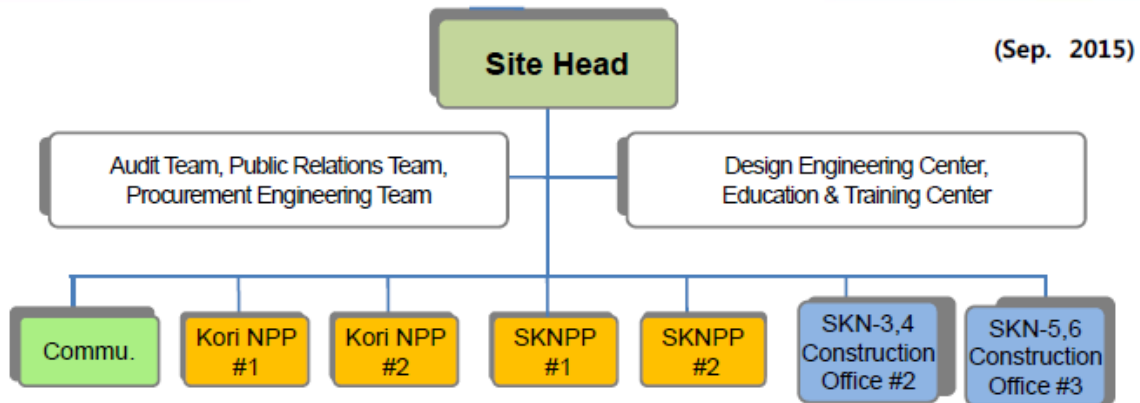 Site Head
(Sep. 2015)
Audit Team, Public Relations Team,
Procurement Engineering Team
Design Engineering Center,
Education & Training Center
Commu.
Kori NPP
#1
Kori NPP
#2
SKNPP
#1
SKNPP
#2
SKN-3,4
Construction
Office #2
SKN-5,6
Construction
Office #3